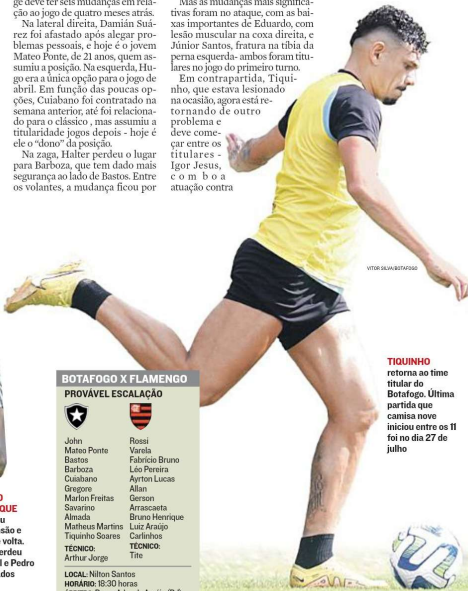 ge deve ter seis mudanças em rela-
ção ao jogo de quatro meses atrás.
Na lateral direita, Damián Suá-
rez foi afastado após alegar pro-
blemas pessoais, e hoje é o jovem
Mateo Ponte, de 21 anos, quem as-
sumiu a posição. Na esquerda, Hu-
go era a única opção para o jogo de
abril. Em função das poucas op-
ções, Cuiabano foi contratado na
semana anterior, até foi relaciona-
do para o clássico , mas assumiu a
titularidade jogos depois - hoje é
ele o “dono” da posição.
Na zaga, Halter perdeu o lugar
para Barboza, que tem dado mais
segurança ao lado de Bastos. Entre
os volantes, a mudança ficou por
Mas as mudanças mais significa-
tivas foram no ataque, com as bai-
xas importantes de Eduardo, com
lesão muscular na coxa direita, e
Júnior Santos, fratura na tíbia da
perna esquerda- ambos foram titu-
lares no jogo do primeiro turno.
Em contrapartida, Tiqui-
nho, que estava lesionado
na ocasião, agora está re-
tornando de outro
problema e
deve come-
çar entre os
titulares -
Igor Jesus,
com boa
atuação contra
VITOR SILVA/BOTAFOGO
TIQUINHO
retorna ao time
titular do
Botafogo. Última
partida que
camisa nove
iniciou entre os 11
foi no dia 27 de
julho
BOTAFOGO X FLAMENGO
PROVÁVEL ESCALAÇÃO
John
Mateo Ponte
Bastos
Barboza
Cuiabano
Gregore
Marlon Freitas
Savarino
Almada
Matheus Martins
Tiquinho Soares
TÉCNICO:
Arthur Jorge
Rossi
Varela
Fabrício Bruno
Léo Pereira
Ayrton Lucas
Allan
Gerson
Arrascaeta
Bruno Henrique
Luiz Araújo
Carlinhos
TÉCNICO:
Tite
LOCAL: Nilton Santos
HORÁRIO: 18:30 horas
O
QUE
u
são e
volta.
erdeu
l e Pedro
dos